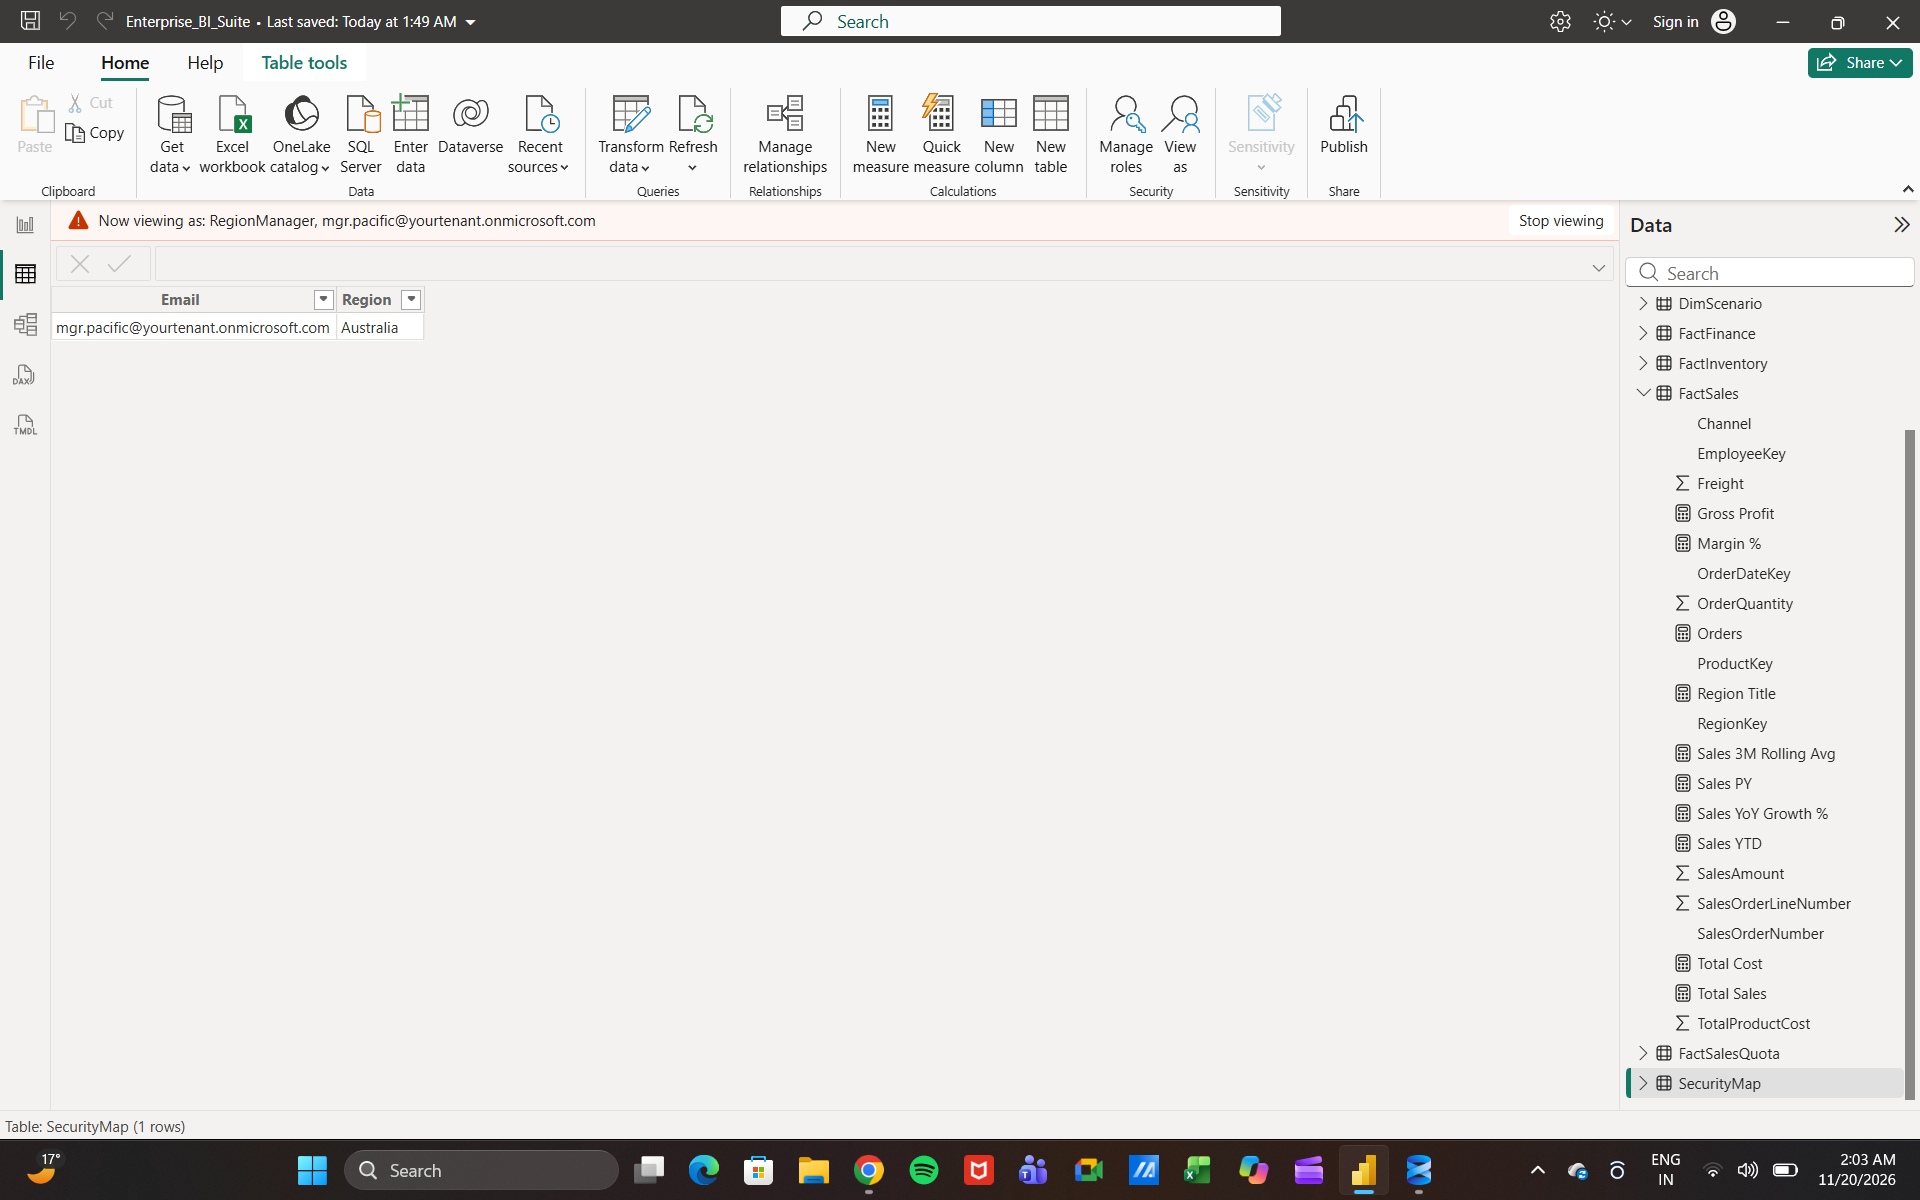 Enterprise_BI_Suite • Last saved: Today at 1:49 AM
Search
Sign in
File
Home
Help
Table tools
Share
Paste
Cut
Copy
Clipboard
Get data
Excel workbook
OneLake catalog
SQL Server
Enter data
Dataverse
Recent sources
Data
Transform data
Refresh
Queries
Manage relationships
Relationships
New measure
Quick measure
New column
New table
Calculations
Manage roles
View as
Security
Sensitivity
Sensitivity
Publish
Share
Now viewing as: RegionManager, mgr.pacific@yourtenant.onmicrosoft.com
Stop viewing
Email
Region
mgr.pacific@yourtenant.onmicrosoft.com
Australia
DAX
TMDL
Data
Search
DimScenario
FactFinance
FactInventory
FactSales
Channel
EmployeeKey
Freight
Gross Profit
Margin %
OrderDateKey
OrderQuantity
Orders
ProductKey
Region Title
RegionKey
Sales 3M Rolling Avg
Sales PY
Sales YoY Growth %
Sales YTD
SalesAmount
SalesOrderLineNumber
SalesOrderNumber
Total Cost
Total Sales
TotalProductCost
FactSalesQuota
SecurityMap
Table: SecurityMap (1 rows)
17°
Search
ENG
IN
2:03 AM
11/20/2026